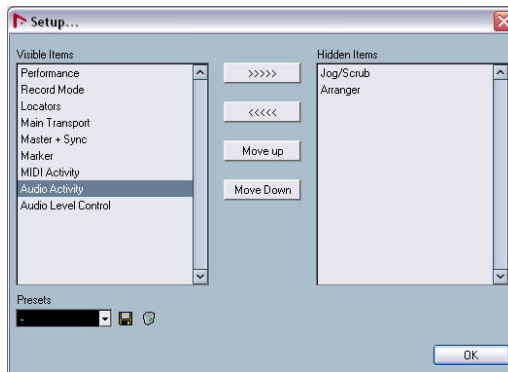 Setup...
Visible Items
Performance
Record Mode
Locators
Main Transport
Master + Sync
Marker
MIDI Activity
Audio Activity
Audio Level Control
>>>>>
<<<<<
Move up
Move Down
Hidden Items
Jog/Scrub
Arranger
Presets
-
OK